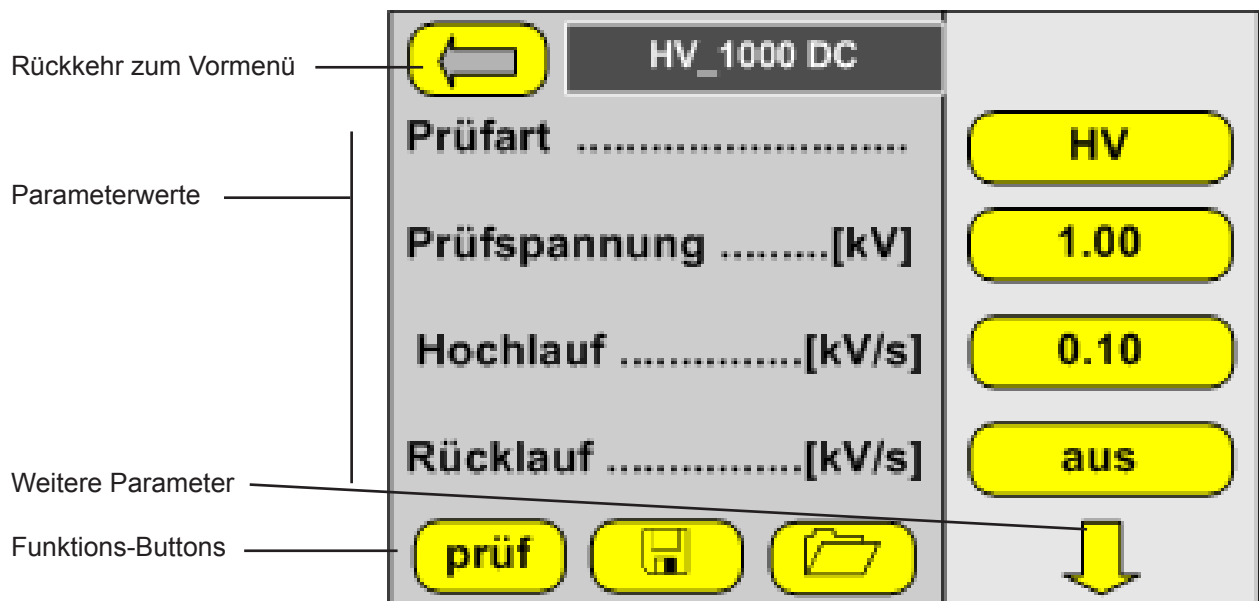 HV_1000 DC
Rückkehr zum Vormenü
Prüfart ............................ HV
Parameterwerte
Prüfspannung .........[kV] 1.00
Hochlauf ...............[kV/s] 0.10
Rücklauf ................[kV/s] aus
Weitere Parameter
Funktions-Buttons
prüf